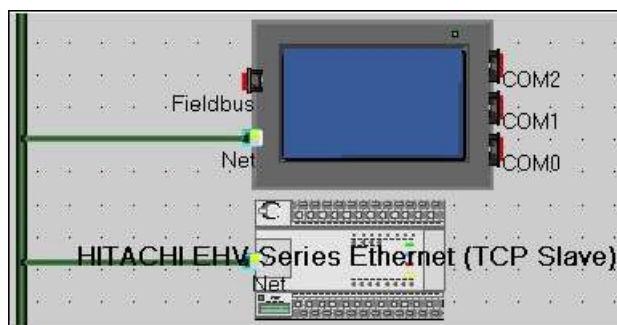 COM2
Fieldbus
COM1
Net
COM0
HITACHI EHV Series Ethernet (TCP Slave)
Net